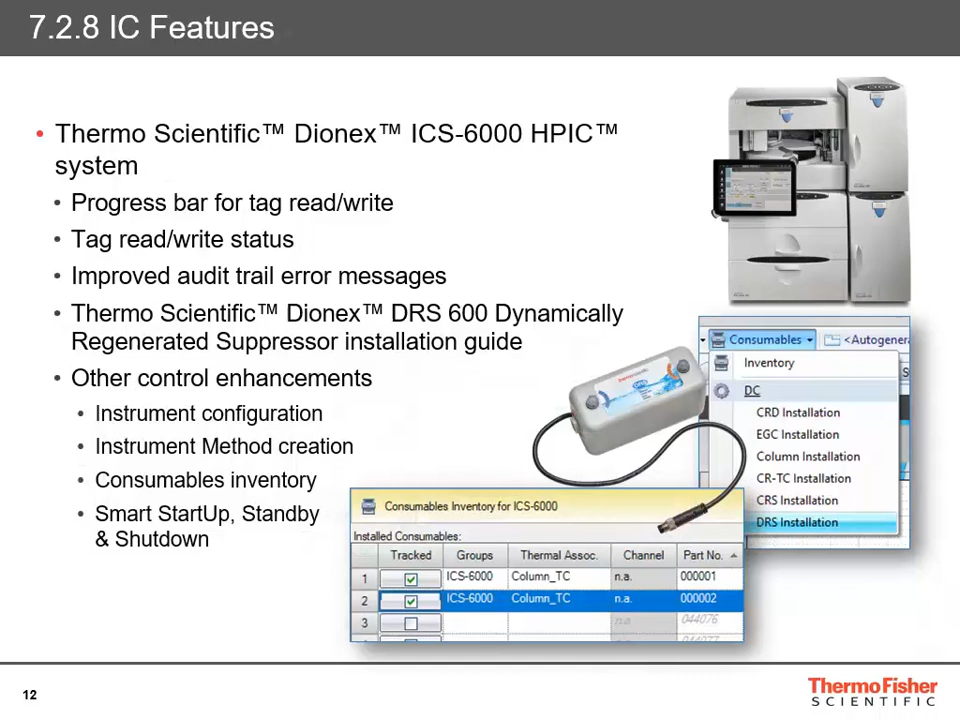 7.2.8 IC Features
• Thermo Scientific™ Dionex™ ICS-6000 HPIC™
system
• Progress bar for tag read/write
• Tag read/write status
• Improved audit trail error messages
• Thermo Scientific™ Dionex™ DRS 600 Dynamically
Regenerated Suppressor installation guide
• Other control enhancements
• Instrument configuration
• Instrument Method creation
• Consumables inventory
• Smart StartUp, Standby
& Shutdown
Consumables <Autogenera
Inventory
DC
CRD Installation
EGC Installation
Column Installation
CR-TC Installation
CRS Installation
DRS Installation
Consumables Inventory for ICS-6000
Installed Consumables:
Tracked Groups Thermal Assoc. Channel Part No.
1 ICS-6000 Column_TC n.a. 000001
2 ICS-6000 Column_TC n.a. 000002
3 n.a 044076
044077
12
ThermoFisher
SCIENTIFIC